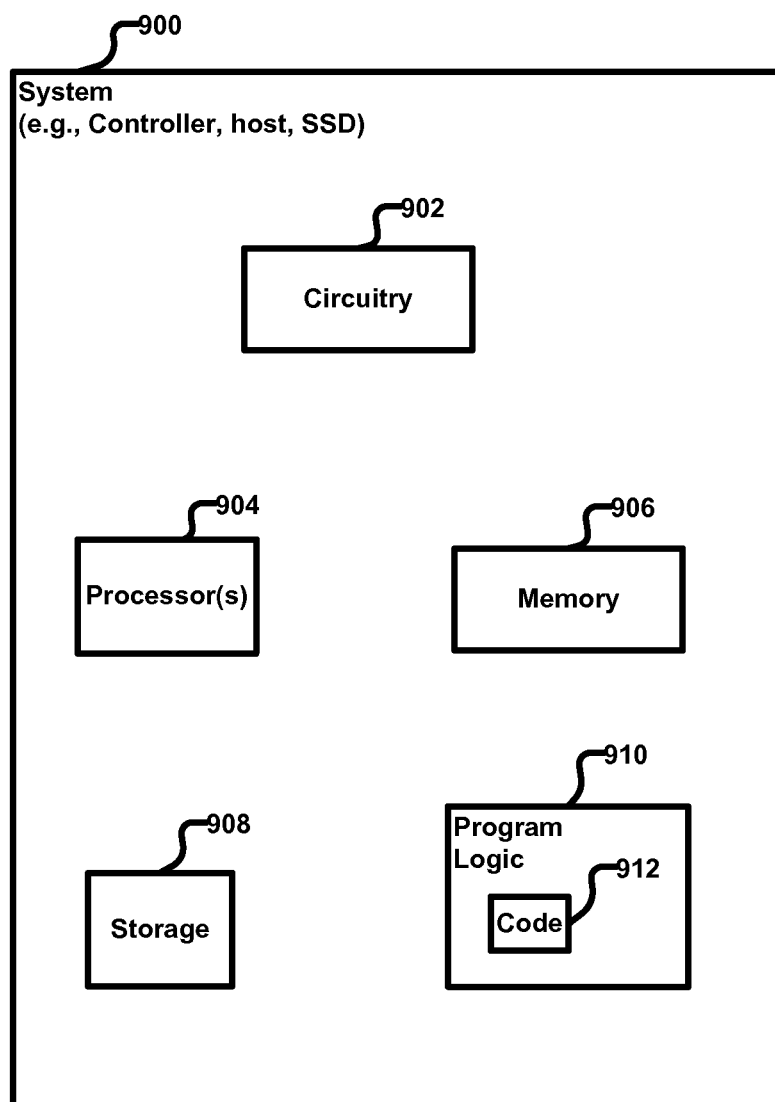 900
System
(e.g., Controller, host, SSD)
902
Circuitry
904
Processor(s)
906
Memory
908
Storage
910
Program
Logic
912
Code